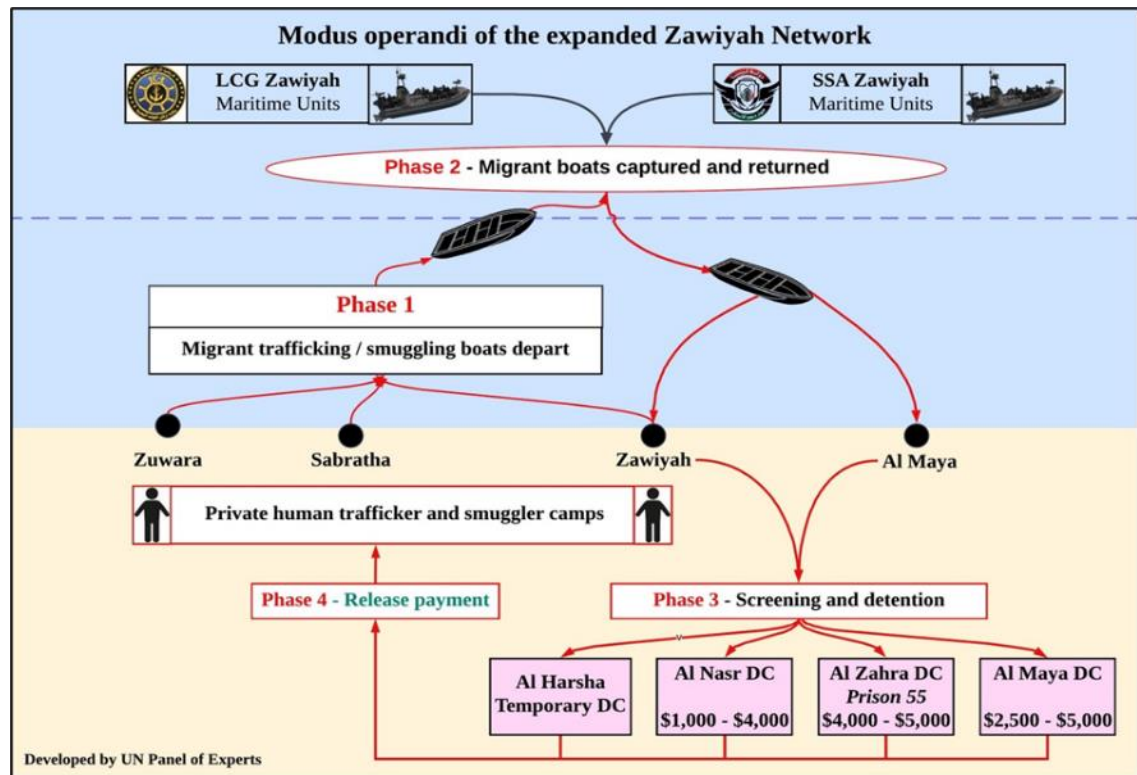 Modus operandi of the expanded Zawiyah Network
LCG Zawiyah
Maritime Units
SSA Zawiyah
Maritime Units
Phase 2 - Migrant boats captured and returned
Phase 1
Migrant trafficking / smuggling boats depart
Zuwara
Sabratha
Zawiyah
Al Maya
Private human trafficker and smuggler camps
Phase 4 - Release payment
Phase 3 - Screening and detention
v
Al Harsha
Temporary DC
Al Nasr DC
$1,000 - $4,000
Al Zahra DC
Prison 55
$4,000 - $5,000
Al Maya DC
$2,500 - $5,000
Developed by UN Panel of Experts